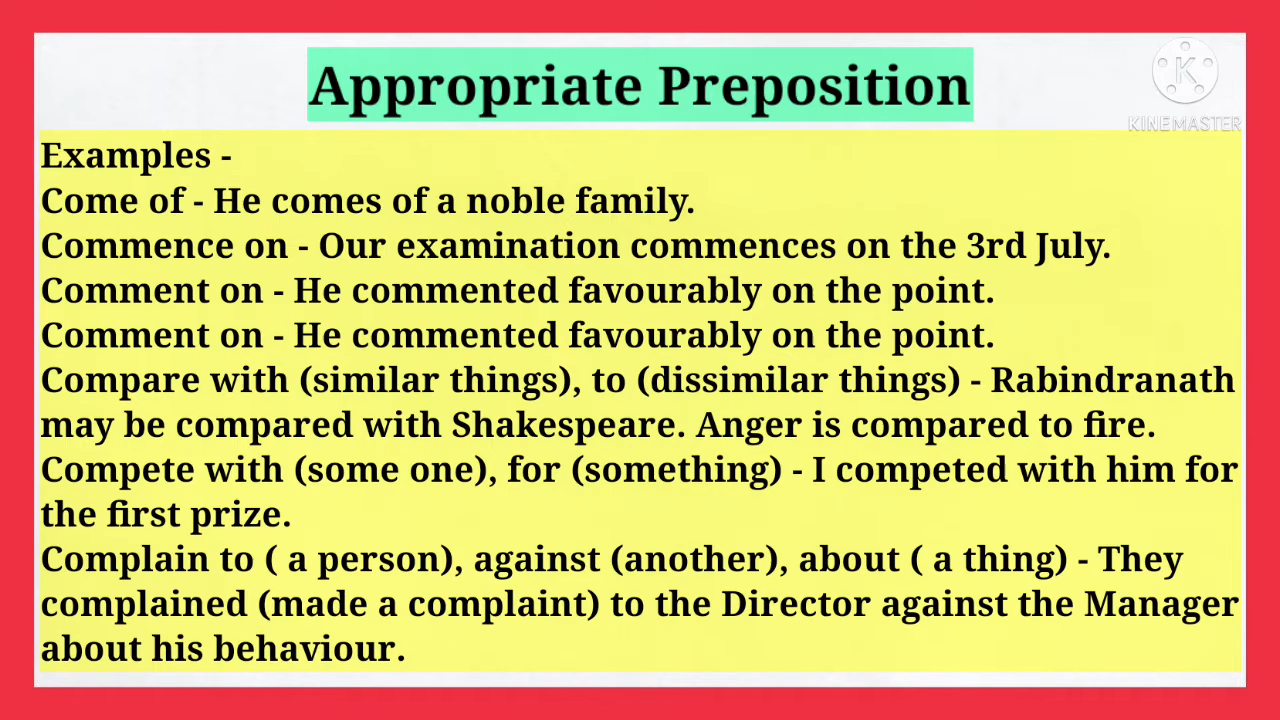 Appropriate Preposition
K
KINEMASTER
Examples -
Come of - He comes of a noble family.
Commence on - Our examination commences on the 3rd July.
Comment on - He commented favourably on the point.
Comment on - He commented favourably on the point.
Compare with (similar things), to (dissimilar things) - Rabindranath
may be compared with Shakespeare. Anger is compared to fire.
Compete with (some one), for (something) - I competed with him for
the first prize.
Complain to ( a person), against (another), about ( a thing) - They
complained (made a complaint) to the Director against the Manager
about his behaviour.